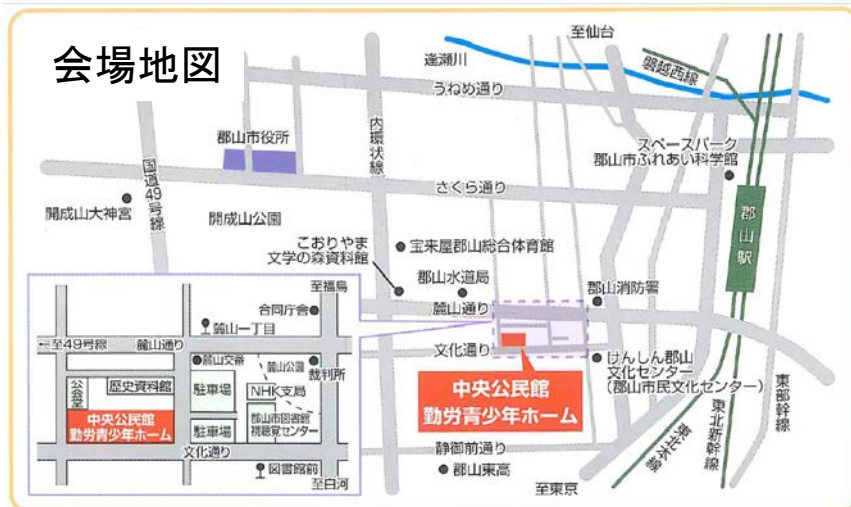 会場地図
至仙台
逢瀬川
磐越西線
うねめ通り
郡山市役所
内環状線
国道49号線
スペースパーク
郡山市ふれあい科学館
さくら通り
開成山大神宮
開成山公園
郡山駅
こおりやま
文学の森資料館
宝来屋郡山総合体育館
郡山水道局
郡山消防署
麓山通り
文化通り
けんしん郡山
文化センター
(郡山市民文化センター)
中央公民館
勤労青少年ホーム
静御前通り
郡山東高
至東京
東北本線
東北新幹線
東部幹線
至福島
合同庁舎
麓山一丁目
←至49号線
麓山通り
麓山交番
麓山公園
裁判所
公会堂
歴史資料館
駐車場
NHK支局
中央公民館
勤労青少年ホーム
駐車場
郡山市図書館
視聴覚センター
文化通り
図書館前
至白河